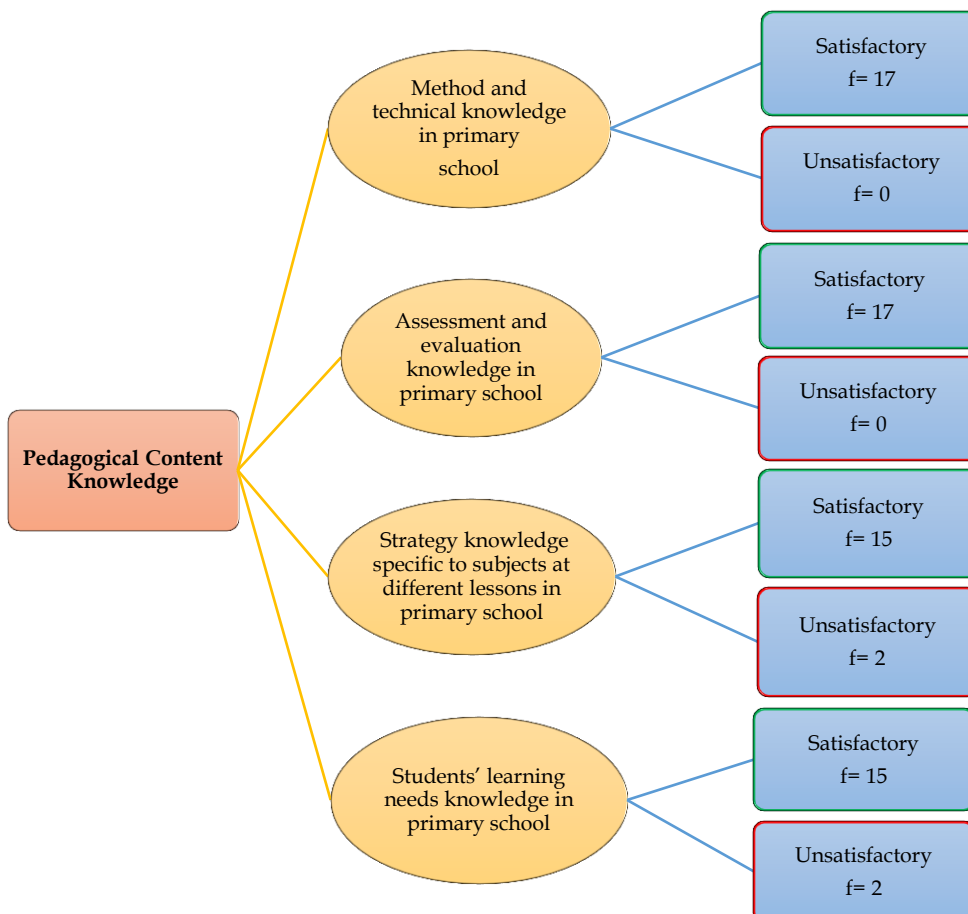 Pedagogical Content
Knowledge
Method and
technical knowledge
in primary
school
Satisfactory
f= 17
Unsatisfactory
f= 0
Assessment and
evaluation
knowledge in
primary school
Satisfactory
f= 17
Unsatisfactory
f= 0
Strategy knowledge
specific to subjects at
different lessons in
primary school
Satisfactory
f= 15
Unsatisfactory
f= 2
Students’ learning
needs knowledge in
primary school
Satisfactory
f= 15
Unsatisfactory
f= 2